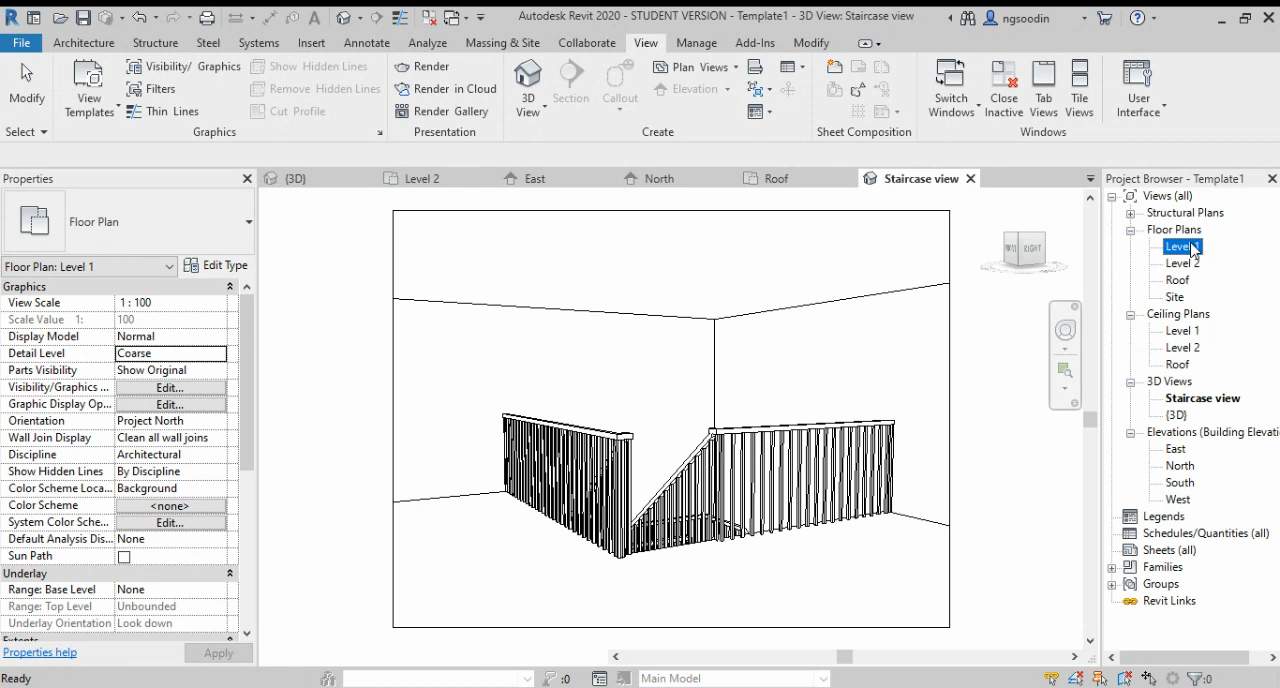 Autodesk Revit 2020 - STUDENT VERSION - Template1 - 3D View: Staircase view
ngsoodin
File
Architecture
Structure
Steel
Systems
Insert
Annotate
Analyze
Massing & Site
Collaborate
View
Manage
Add-Ins
Modify
Modify
Select
View
Templates
Visibility/ Graphics
Filters
Thin Lines
Show Hidden Lines
Remove Hidden Lines
Cut Profile
Graphics
Render
Render in Cloud
Render Gallery
Presentation
3D
View
Section
Callout
Plan Views
Elevation
Create
Sheet Composition
Switch
Windows
Close
Inactive
Tab
Views
Tile
Views
Windows
User
Interface
Properties
Floor Plan
Floor Plan: Level 1
Edit Type
Graphics
View Scale 1 : 100
Scale Value 1: 100
Display Model Normal
Detail Level Coarse
Parts Visibility Show Original
Visibility/Graphics ... Edit...
Graphic Display Op... Edit...
Orientation Project North
Wall Join Display Clean all wall joins
Discipline Architectural
Show Hidden Lines By Discipline
Color Scheme Loca... Background
Color Scheme <none>
System Color Sche... Edit...
Default Analysis Dis... None
Sun Path
Underlay
Range: Base Level None
Range: Top Level Unbounded
Underlay Orientation Look down
Extents
Properties help
Apply
{3D}
Level 2
East
North
Roof
Staircase view
RIGHT
Project Browser - Template1
Views (all)
Structural Plans
Floor Plans
Level
Level 2
Roof
Site
Ceiling Plans
Level 1
Level 2
Roof
3D Views
Staircase view
{3D}
Elevations (Building Elevati
East
North
South
West
Legends
Schedules/Quantities (all)
Sheets (all)
Families
Groups
Revit Links
Ready
:0
Main Model
:0